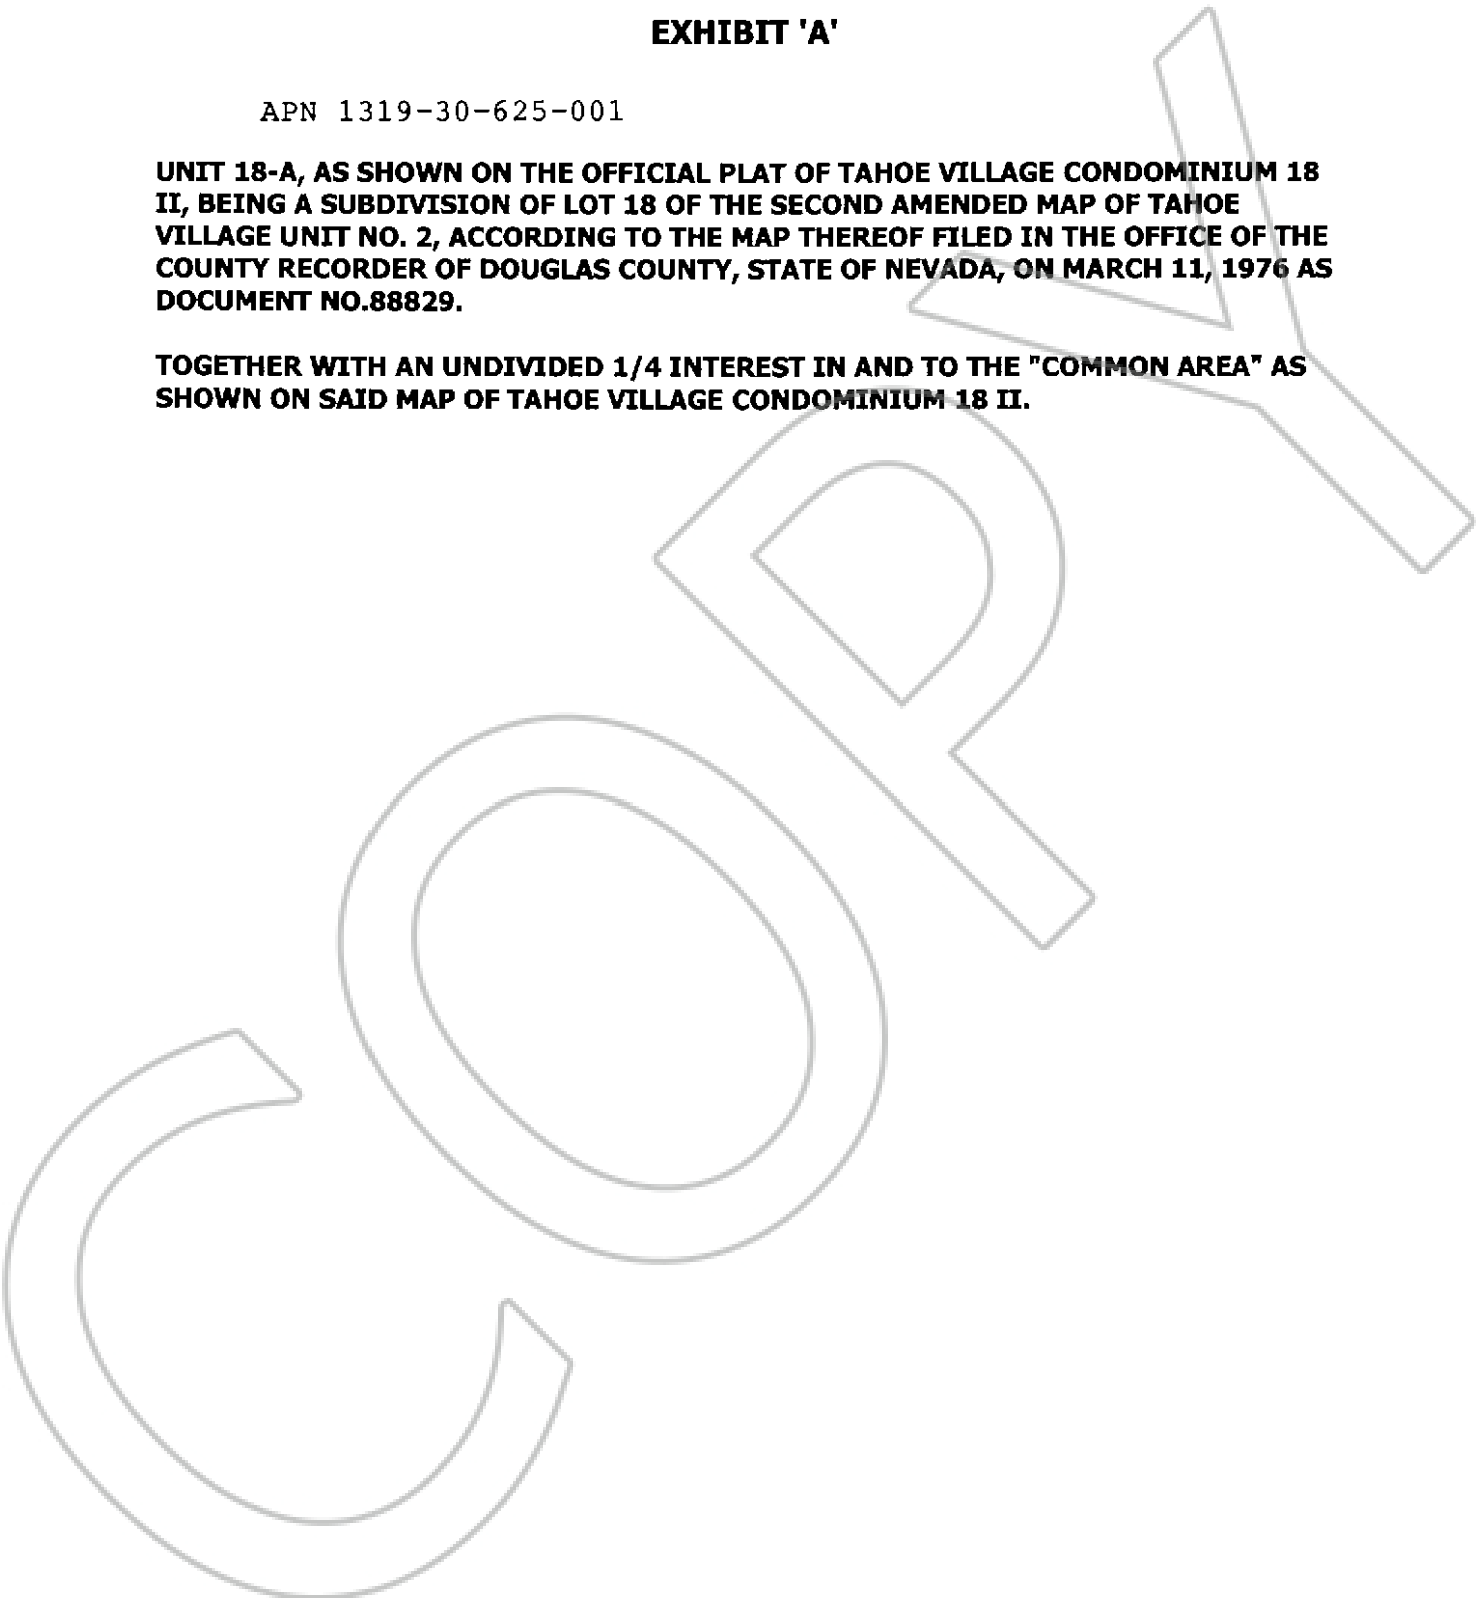 EXHIBIT 'A'
APN 1319-30-625-001
UNIT 18-A, AS SHOWN ON THE OFFICIAL PLAT OF TAHOE VILLAGE CONDOMINIUM 18
II, BEING A SUBDIVISION OF LOT 18 OF THE SECOND AMENDED MAP OF TAHOE
VILLAGE UNIT NO. 2, ACCORDING TO THE MAP THEREOF FILED IN THE OFFICE OF THE
COUNTY RECORDER OF DOUGLAS COUNTY, STATE OF NEVADA, ON MARCH 11, 1976 AS
DOCUMENT NO.88829.
TOGETHER WITH AN UNDIVIDED 1/4 INTEREST IN AND TO THE "COMMON AREA" AS
SHOWN ON SAID MAP OF TAHOE VILLAGE CONDOMINIUM 18 II.
COPY